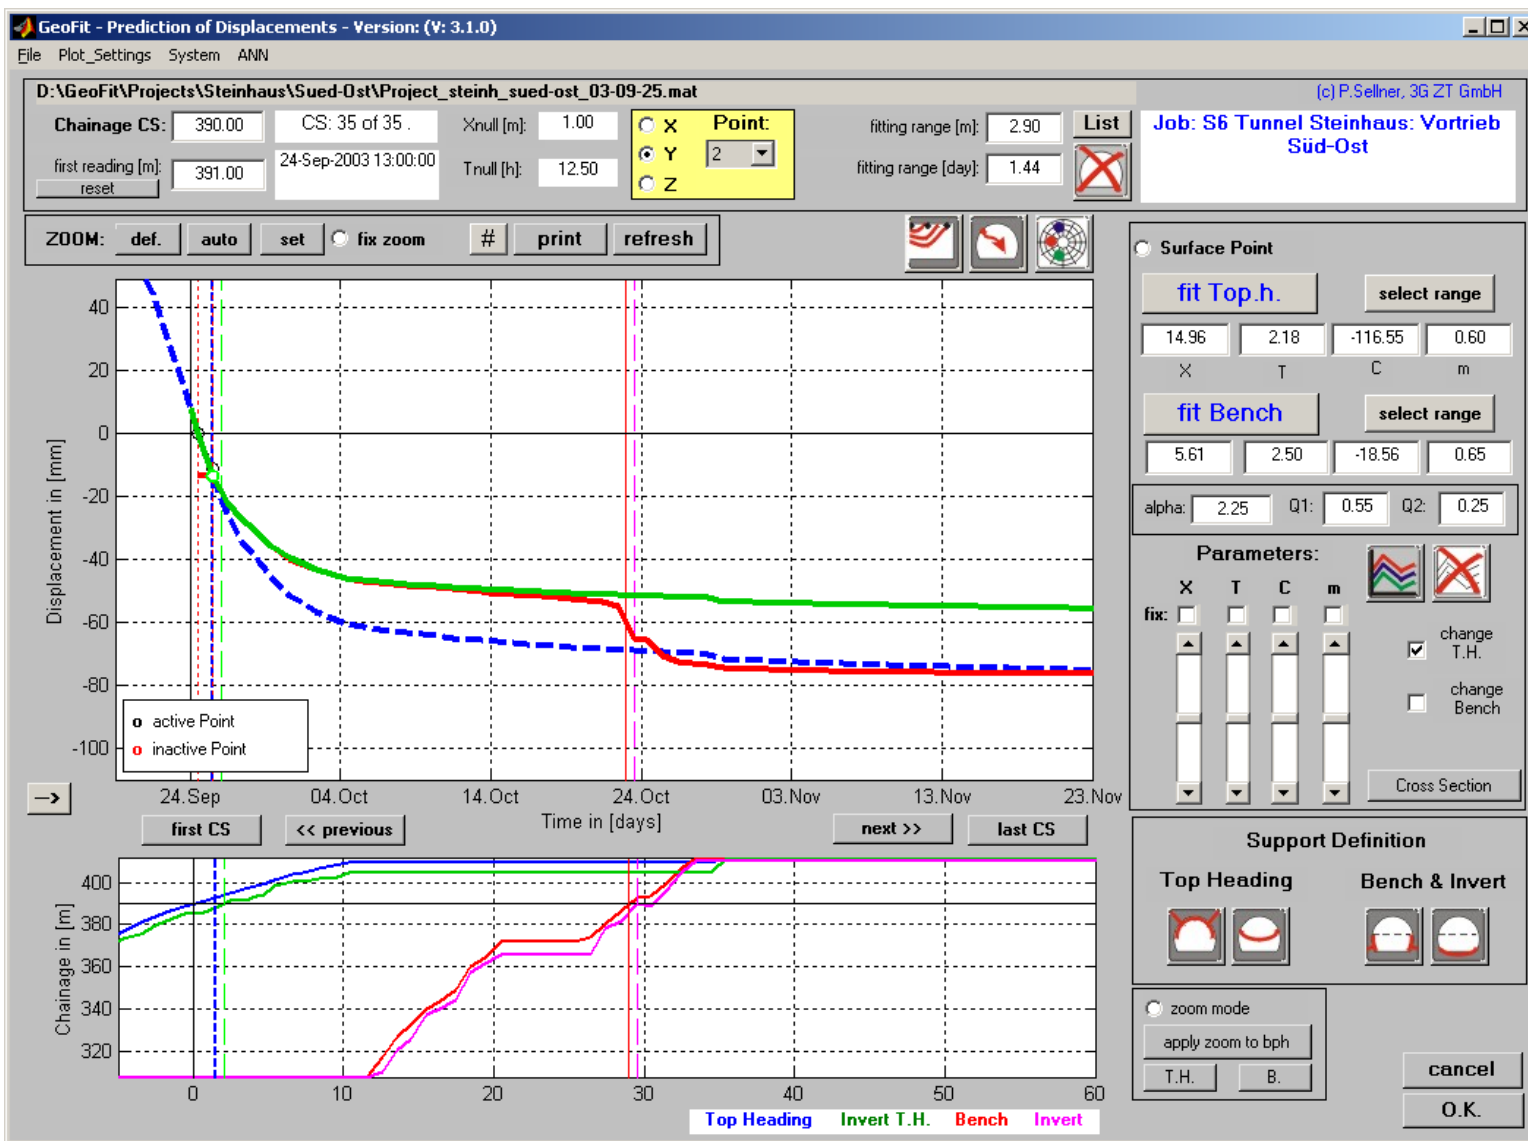 GeoFit - Prediction of Displacements - Version: (V: 3.1.0)
File Plot_Settings System ANN
D:\GeoFit\Projects\Steinhaus\Sued-Ost\Project_steinh_sued-ost_03-09-25.mat
(c) P.Sellner, 3G ZT GmbH
Chainage CS: 390.00 CS: 35 of 35 . Xnull [m]: 1.00 X Point: fitting range [m]: 2.90 List
Job: S6 Tunnel Steinhaus: Vortrieb
Süd-Ost
first reading [m]: 391.00 24-Sep-2003 13:00:00 Tnull [h]: 12.50 Y 2 fitting range [day]: 1.44
reset
Z
ZOOM: def. auto set fix zoom # print refresh
Surface Point
fit Top.h. select range
14.96 2.18 -116.55 0.60
X T C m
fit Bench select range
5.61 2.50 -18.56 0.65
alpha: 2.25 Q1: 0.55 Q2: 0.25
Parameters:
X T C m
fix:
change
T.H.
change
Bench
Cross Section
Displacement in [mm]
40
20
0
-20
-40
-60
-80
-100
o active Point
o inactive Point
24.Sep 04.Oct 14.Oct 24.Oct 03.Nov 13.Nov 23.Nov
-->
Time in [days]
first CS << previous next >> last CS
Chainage in [m]
400
380
360
340
320
0 10 20 30 40 50 60
Top Heading Invert T.H. Bench Invert
Support Definition
Top Heading Bench & Invert
zoom mode
apply zoom to bph
T.H. B.
cancel
O.K.